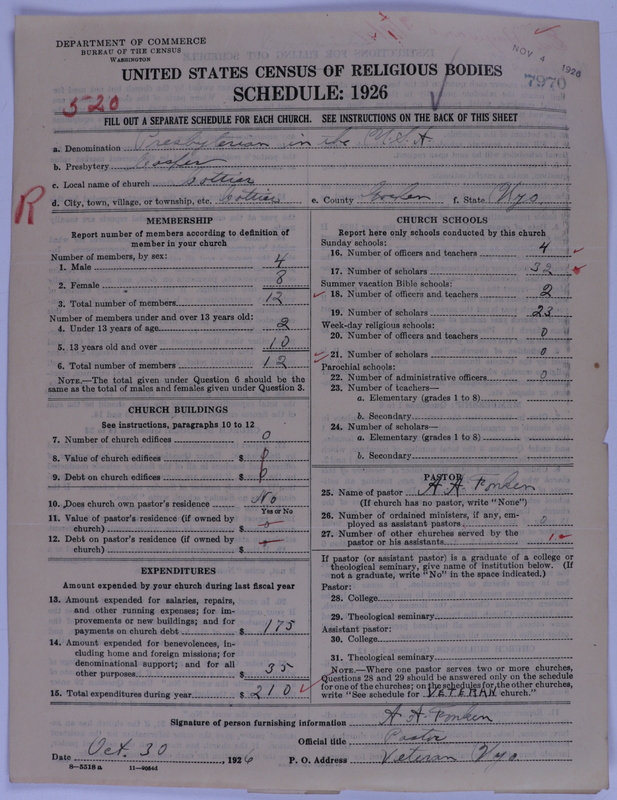 DEPARTMENT OF COMMERCE
BUREAU OF THE CENSUS
WASHINGTON
NOV 4 1926
7970
UNITED STATES CENSUS OF RELIGIOUS BODIES
SCHEDULE: 1926
520
FILL OUT A SEPARATE SCHEDULE FOR EACH CHURCH. SEE INSTRUCTIONS ON THE BACK OF THIS SHEET
a. Denomination Presbyterian in the U.S.A.
b. Presbytery
c. Local name of church Cottier
d. City, town, village, or township, etc. Cottier e. County Goshen f. State Wyo
R
MEMBERSHIP
Report number of members according to definition of
member in your church
Number of members, by sex:
1. Male 4
2. Female 8
3. Total number of members 12
Number of members under and over 13 years old:
4. Under 13 years of age 2
5. 13 years old and over 10
6. Total number of members 12
NOTE.—The total given under Question 6 should be
same as the total of males and females given under Question 3.
CHURCH BUILDINGS
See instructions, paragraphs 10 to 12
7. Number of church edifices 0
8. Value of church edifices $ 0
9. Debt on church edifices $ 0
10. Does church own pastor's residence No
Yes or No
11. Value of pastor's residence (if owned by
church) $ 0
12. Debt on pastor's residence (if owned by
church) $ 0
EXPENDITURES
Amount expended by your church during last fiscal year
13. Amount expended for salaries, repairs,
and other running expenses; for im-
provements or new buildings; and for
payments on church debt $ 175
14. Amount expended for benevolences, in-
cluding home and foreign missions; for
denominational support; and for all
other purposes $ 35
15. Total expenditures during year $ 210
CHURCH SCHOOLS
Report here only schools conducted by this church
Sunday schools:
16. Number of officers and teachers 4
17. Number of scholars 32
Summer vacation Bible schools:
18. Number of officers and teachers 2
19. Number of scholars 23
Week-day religious schools:
20. Number of officers and teachers 0
21. Number of scholars 0
Parochial schools:
22. Number of administrative officers 0
23. Number of teachers—
a. Elementary (grades 1 to 8)
b. Secondary
24. Number of scholars—
a. Elementary (grades 1 to 8)
b. Secondary
PASTOR
25. Name of pastor A A Fonken
(If church has no pastor, write "None")
26. Number of ordained ministers, if any, em-
ployed as assistant pastors 0
27. Number of other churches served by the
pastor or his assistants 1
If pastor (or assistant pastor) is a graduate of a college or
theological seminary, give name of institution below. (If
not a graduate, write "No" in the space indicated.)
Pastor:
28. College
29. Theological seminary
Assistant pastor:
30. College
31. Theological seminary
NOTE.—Where one pastor serves two or more churches,
Questions 28 and 29 should be answered only on the schedule
for one of the churches; on the schedules for the other churches,
write "See schedule for VETERAN church."
Signature of person furnishing information A A Fonken
Official title Pastor
Date Oct. 30, 1926 P. O. Address Veteran Wyo
8—5518 a 11—9654d